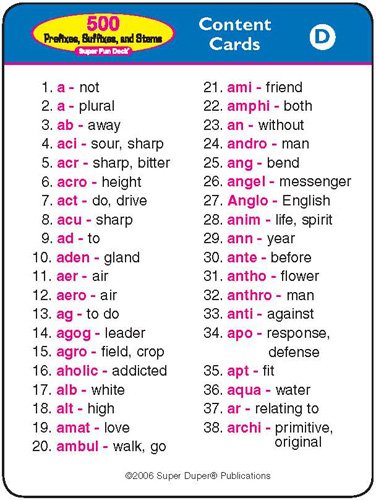 500
Prefixes, Suffixes, and Stems
Super Fun Deck®
Content
Cards
D
1. a - not
2. a - plural
3. ab - away
4. aci - sour, sharp
5. acr - sharp, bitter
6. acro - height
7. act - do, drive
8. acu - sharp
9. ad - to
10. aden - gland
11. aer - air
12. aero - air
13. ag - to do
14. agog - leader
15. agro - field, crop
16. aholic - addicted
17. alb - white
18. alt - high
19. amat - love
20. ambul - walk, go
21. ami - friend
22. amphi - both
23. an - without
24. andro - man
25. ang - bend
26. angel - messenger
27. Anglo - English
28. anim - life, spirit
29. ann - year
30. ante - before
31. antho - flower
32. anthro - man
33. anti - against
34. apo - response,
defense
35. apt - fit
36. aqua - water
37. ar - relating to
38. archi - primitive,
original
©2006 Super Duper® Publications